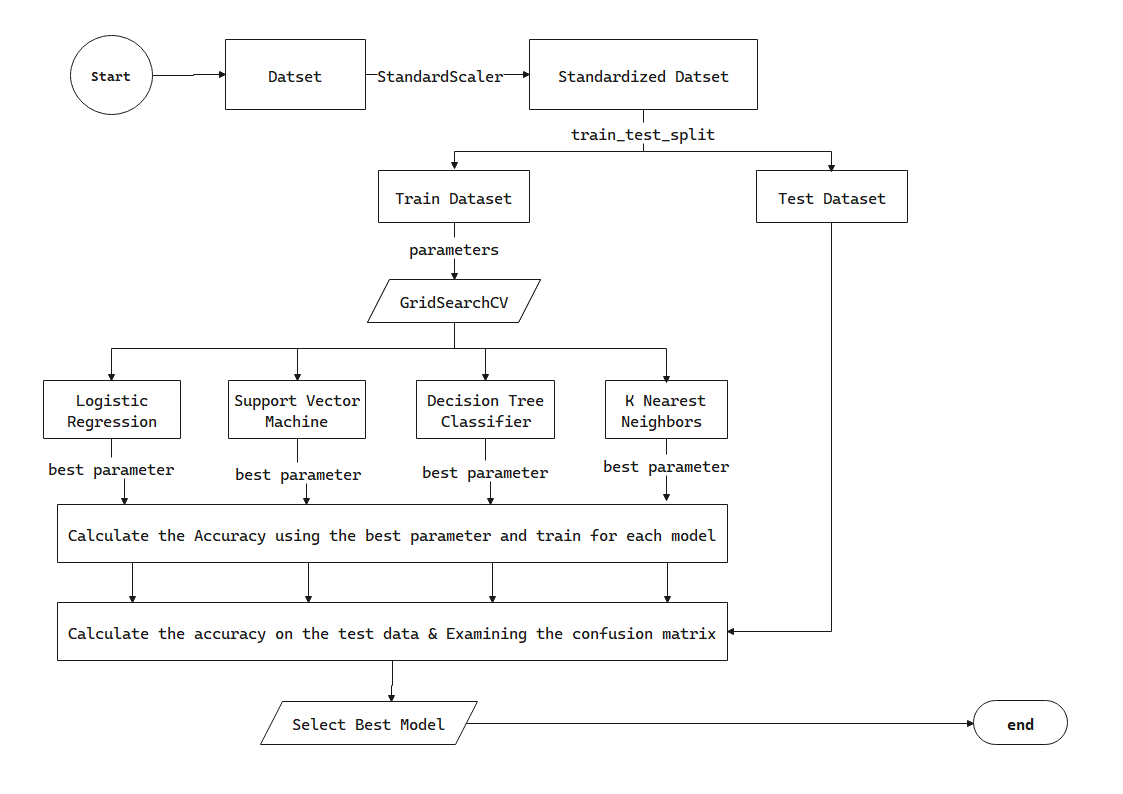 Start
Datset
StandardScaler
Standardized Datset
train_test_split
Train Dataset
Test Dataset
parameters
GridSearchCV
Logistic
Regression
Support Vector
Machine
Decision Tree
Classifier
K Nearest
Neighbors
best parameter
best parameter
best parameter
best parameter
Calculate the Accuracy using the best parameter and train for each model
Calculate the accuracy on the test data & Examining the confusion matrix
Select Best Model
end